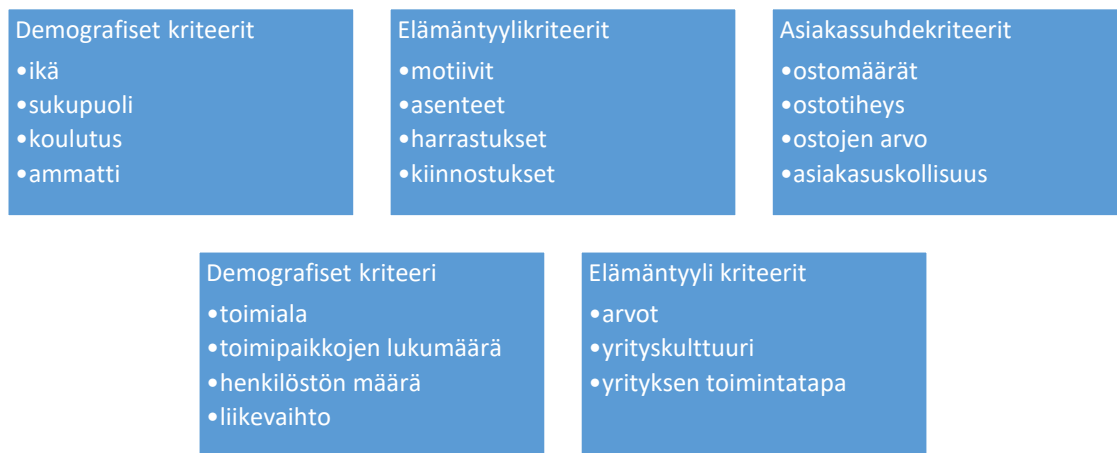 Demografiset kriteerit
•ikä
•sukupuoli
•koulutus
•ammatti
Elämäntyylikriteerit
•motiivit
•asenteet
•harrastukset
•kiinnostukset
Asiakassuhdekriteerit
•ostomäärät
•ostotiheys
•ostojen arvo
•asiakasuskollisuus
Demografiset kriteeri
•toimiala
•toimipaikkojen lukumäärä
•henkilöstön määrä
•liikevaihto
Elämäntyyli kriteerit
•arvot
•yrityskulttuuri
•yrityksen toimintatapa